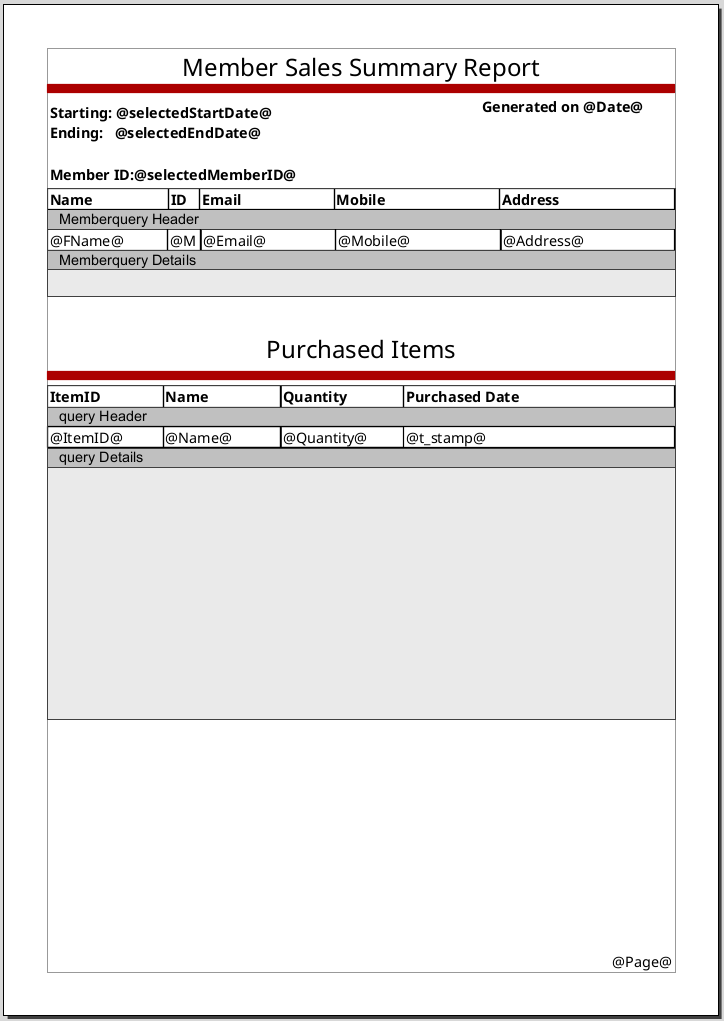 Member Sales Summary Report
Starting: @selectedStartDate@ Generated on @Date@
Ending: @selectedEndDate@
Member ID:@selectedMemberID@
Name ID Email Mobile Address
Memberquery Header
@FName@ @M @Email@ @Mobile@ @Address@
Memberquery Details
Purchased Items
ItemID Name Quantity Purchased Date
query Header
@ItemID@ @Name@ @Quantity@ @t_stamp@
query Details
@Page@